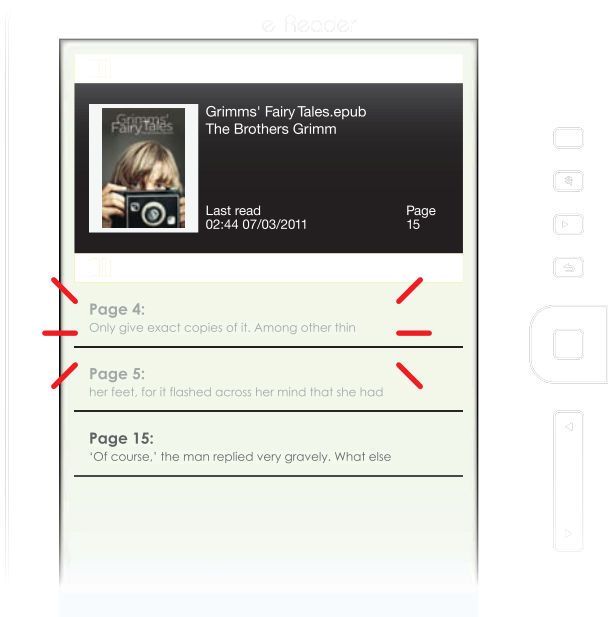 e Reader
Grimms' Fairy Tales
Grimms' Fairy Tales.epub
The Brothers Grimm
Last read
02:44 07/03/2011
Page
15
Page 4:
Only give exact copies of it. Among other thin
Page 5:
her feet, for it flashed across her mind that she had
Page 15:
‘Of course,’ the man replied very gravely. What else